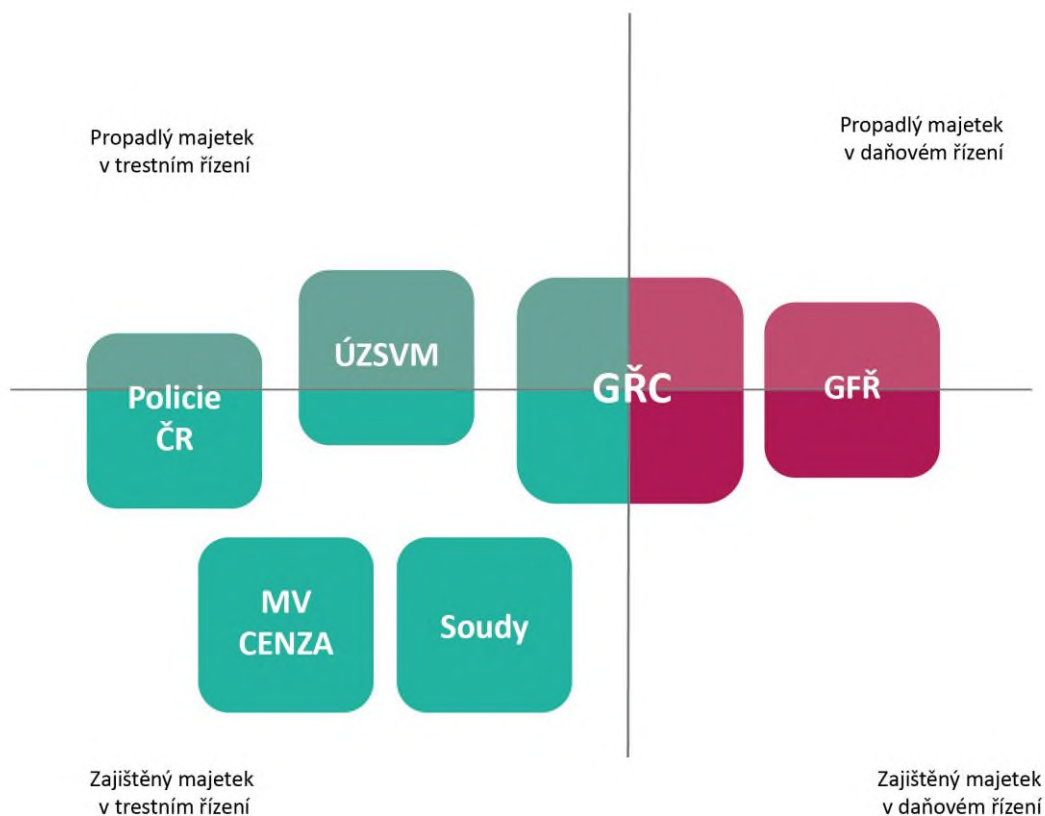 Propadlý majetek
v trestním řízení
Propadlý majetek
v daňovém řízení
Policie
ČR
ÚZSVM
GŘC
GFŘ
MV
CENZA
Soudy
Zajištěný majetek
v trestním řízení
Zajištěný majetek
v daňovém řízení